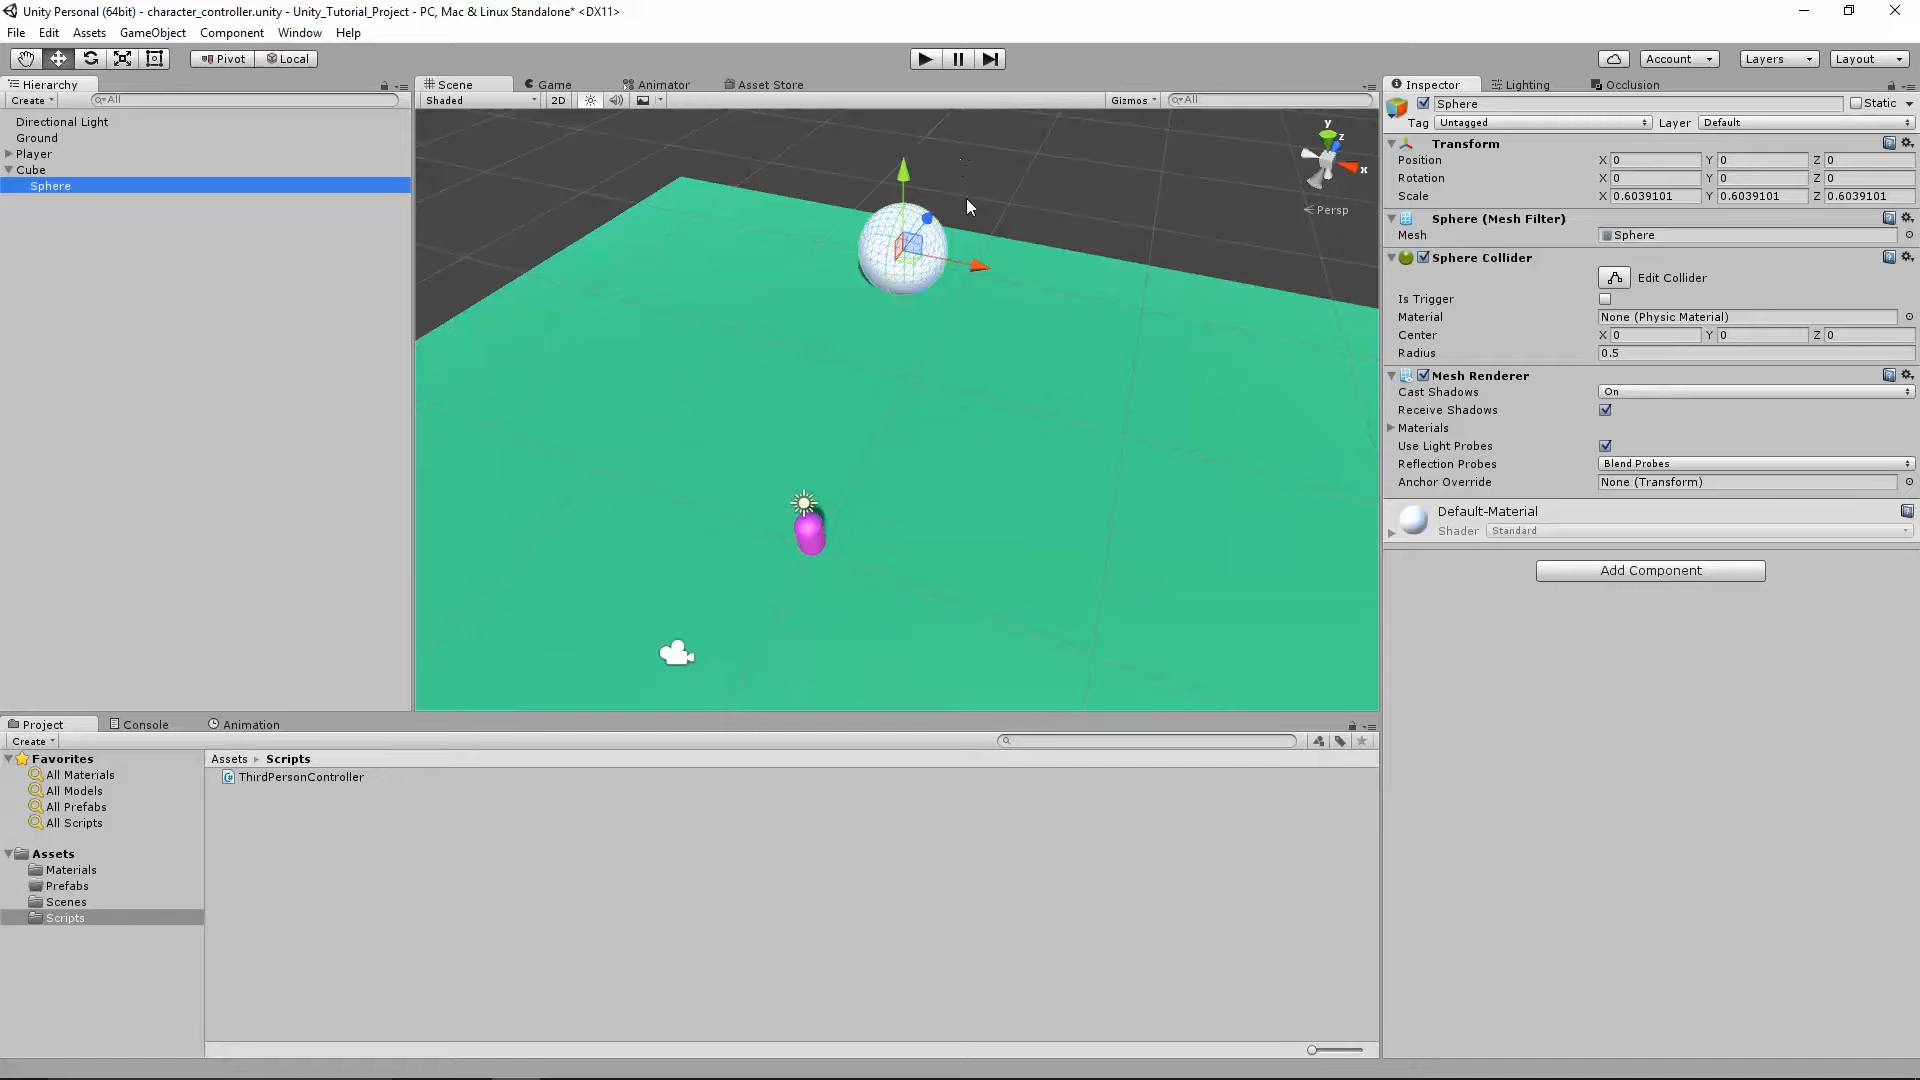 Unity Personal (64bit) - character_controller.unity - Unity_Tutorial_Project - PC, Mac & Linux Standalone* <DX11>
File Edit Assets GameObject Component Window Help
Pivot Local Account Layers Layout
Hierarchy Scene Game Animator Asset Store Inspector Lighting Occlusion
Create All Shaded 2D Gizmos All Sphere Static
Tag Untagged Layer Default
Directional Light
Ground
Player
Cube
Sphere
y
z
x
Persp
Transform
Position X 0 Y 0 Z 0
Rotation X 0 Y 0 Z 0
Scale X 0.6039101 Y 0.6039101 Z 0.6039101
Sphere (Mesh Filter)
Mesh Sphere
Sphere Collider
Edit Collider
Is Trigger
Material None (Physic Material)
Center X 0 Y 0 Z 0
Radius 0.5
Mesh Renderer
Cast Shadows On
Receive Shadows
Materials
Use Light Probes
Reflection Probes Blend Probes
Anchor Override None (Transform)
Default-Material
Shader Standard
Add Component
Project Console Animation
Create
Favorites
All Materials
All Models
All Prefabs
All Scripts
Assets
Materials
Prefabs
Scenes
Scripts
Assets Scripts
ThirdPersonController